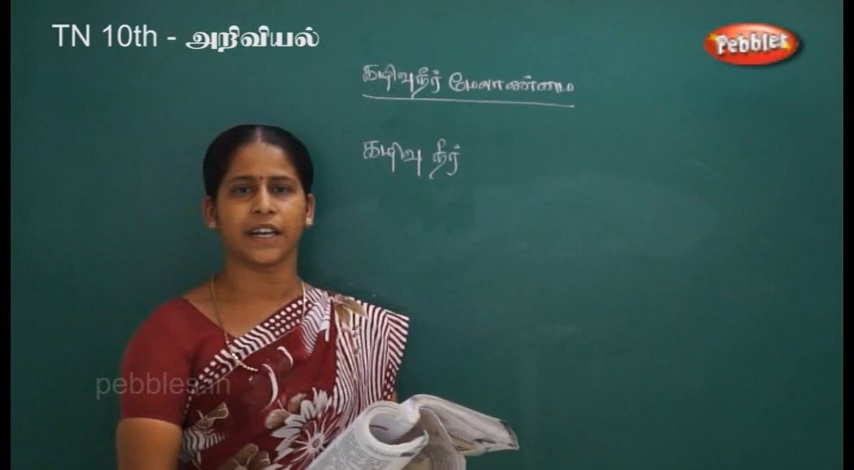 TN 10th - அறிவியல்
Pebbles
கழிவுநீர் மேலாண்மை
கழிவு நீர்
pebbles.in